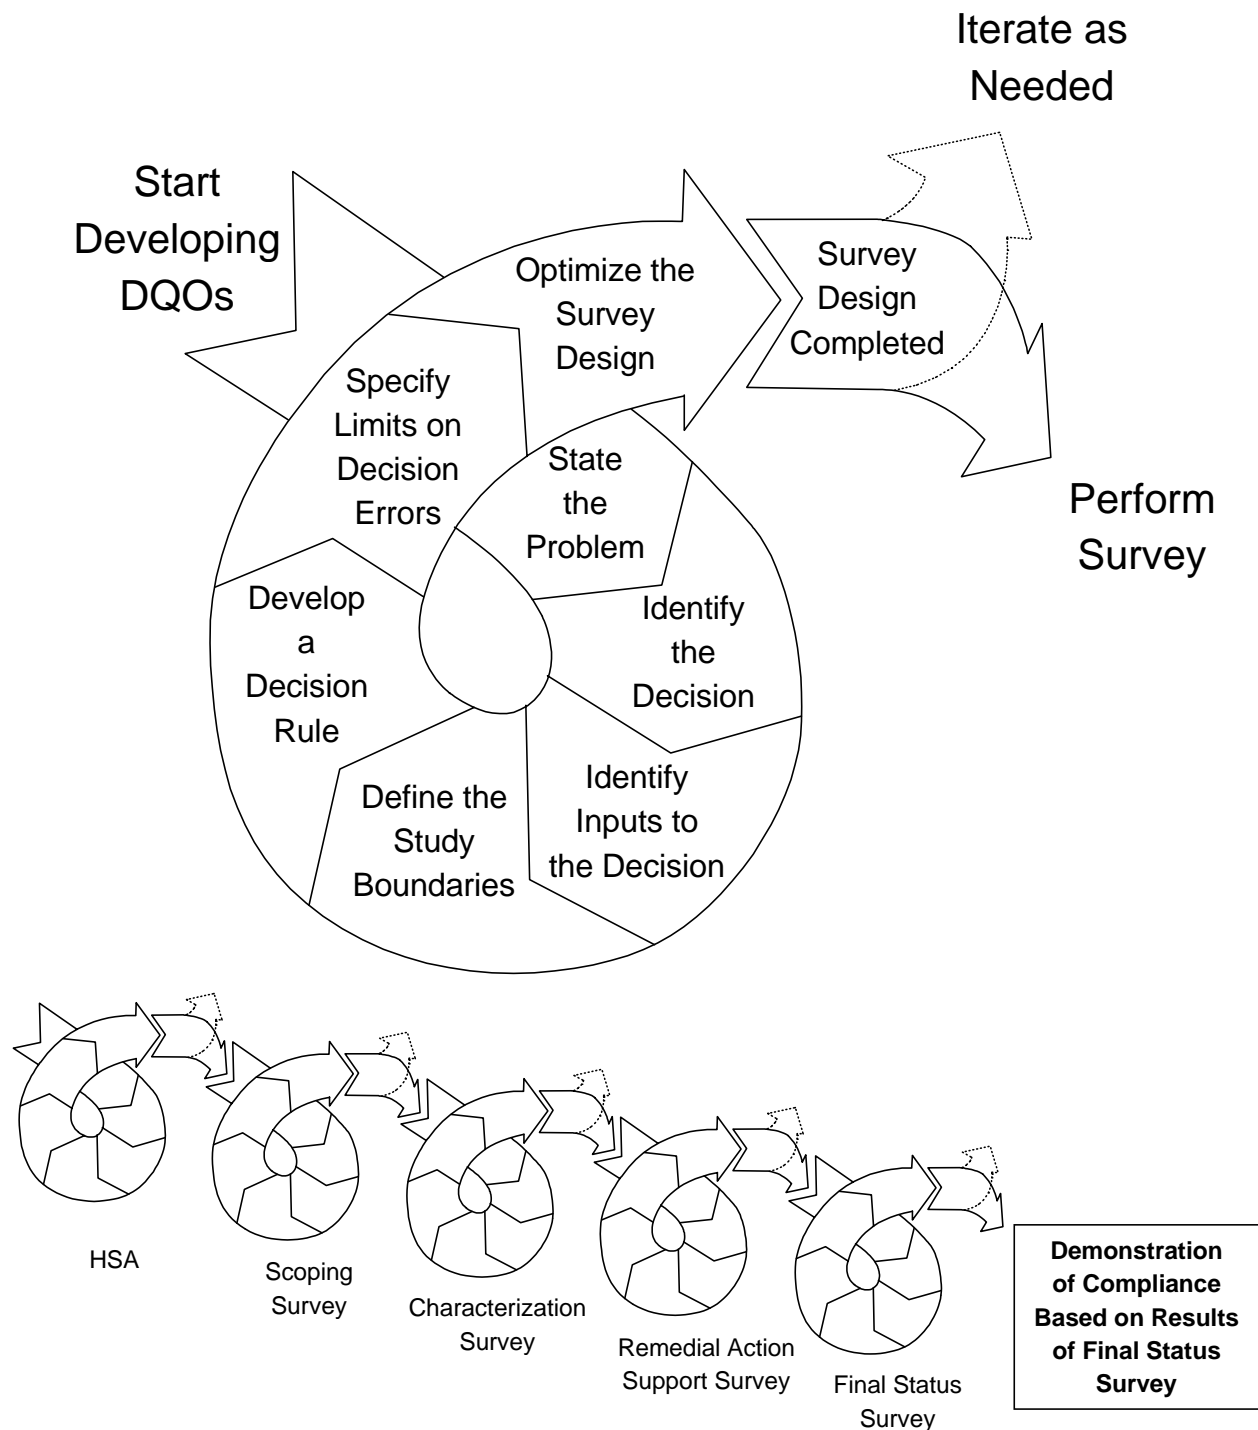 Iterate as
Needed
Start
Developing
DQOs
Optimize the
Survey
Design
Survey
Design
Completed
Specify
Limits on
Decision
Errors
State
the
Problem
Perform
Survey
Develop
a
Decision
Rule
Identify
the
Decision
Define the
Study
Boundaries
Identify
Inputs to
the Decision
HSA
Scoping
Survey
Characterization
Survey
Remedial Action
Support Survey
Final Status
Survey
Demonstration
of Compliance
Based on Results
of Final Status
Survey